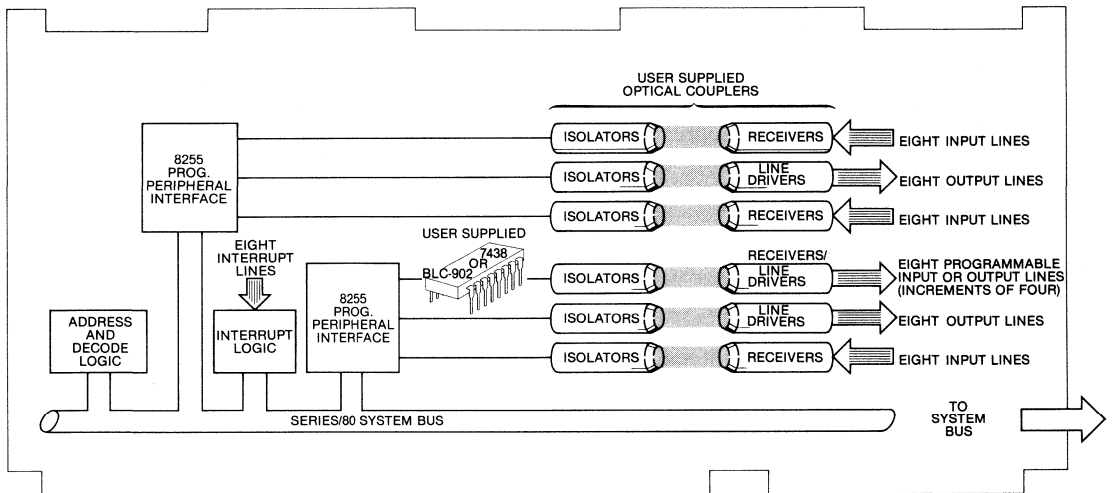 USER SUPPLIED
OPTICAL COUPLERS
ISOLATORS
RECEIVERS
EIGHT INPUT LINES
8255
PROG.
PERIPHERAL
INTERFACE
ISOLATORS
LINE
DRIVERS
EIGHT OUTPUT LINES
ISOLATORS
RECEIVERS
EIGHT INPUT LINES
EIGHT
INTERRUPT
LINES
USER SUPPLIED
7438
OR
BLC-902
RECEIVERS/
ISOLATORS
LINE
DRIVERS
EIGHT PROGRAMMABLE
INPUT OR OUTPUT LINES
(INCREMENTS OF FOUR)
8255
PROG.
PERIPHERAL
INTERFACE
ADDRESS
AND
DECODE
LOGIC
INTERRUPT
LOGIC
ISOLATORS
LINE
DRIVERS
EIGHT OUTPUT LINES
ISOLATORS
RECEIVERS
EIGHT INPUT LINES
SERIES/80 SYSTEM BUS
TO
SYSTEM
BUS